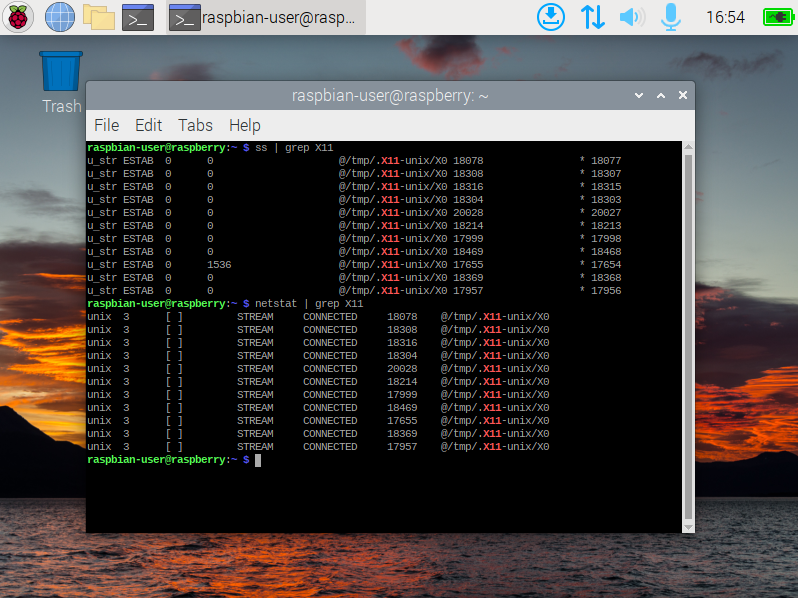 raspbian-user@rasp...
16:54
Trash
raspbian-user@raspberry: ~
File Edit Tabs Help
raspbian-user@raspberry:~ $ ss | grep X11
u_str ESTAB 0 0 @/tmp/.X11-unix/X0 18078 * 18077
u_str ESTAB 0 0 @/tmp/.X11-unix/X0 18308 * 18307
u_str ESTAB 0 0 @/tmp/.X11-unix/X0 18316 * 18315
u_str ESTAB 0 0 @/tmp/.X11-unix/X0 18304 * 18303
u_str ESTAB 0 0 @/tmp/.X11-unix/X0 20028 * 20027
u_str ESTAB 0 0 @/tmp/.X11-unix/X0 18214 * 18213
u_str ESTAB 0 0 @/tmp/.X11-unix/X0 17999 * 17998
u_str ESTAB 0 0 @/tmp/.X11-unix/X0 18469 * 18468
u_str ESTAB 0 1536 @/tmp/.X11-unix/X0 17655 * 17654
u_str ESTAB 0 0 @/tmp/.X11-unix/X0 18369 * 18368
u_str ESTAB 0 0 @/tmp/.X11-unix/X0 17957 * 17956
raspbian-user@raspberry:~ $ netstat | grep X11
unix 3 [ ] STREAM CONNECTED 18078 @/tmp/.X11-unix/X0
unix 3 [ ] STREAM CONNECTED 18308 @/tmp/.X11-unix/X0
unix 3 [ ] STREAM CONNECTED 18316 @/tmp/.X11-unix/X0
unix 3 [ ] STREAM CONNECTED 18304 @/tmp/.X11-unix/X0
unix 3 [ ] STREAM CONNECTED 20028 @/tmp/.X11-unix/X0
unix 3 [ ] STREAM CONNECTED 18214 @/tmp/.X11-unix/X0
unix 3 [ ] STREAM CONNECTED 17999 @/tmp/.X11-unix/X0
unix 3 [ ] STREAM CONNECTED 18469 @/tmp/.X11-unix/X0
unix 3 [ ] STREAM CONNECTED 17655 @/tmp/.X11-unix/X0
unix 3 [ ] STREAM CONNECTED 18369 @/tmp/.X11-unix/X0
unix 3 [ ] STREAM CONNECTED 17957 @/tmp/.X11-unix/X0
raspbian-user@raspberry:~ $